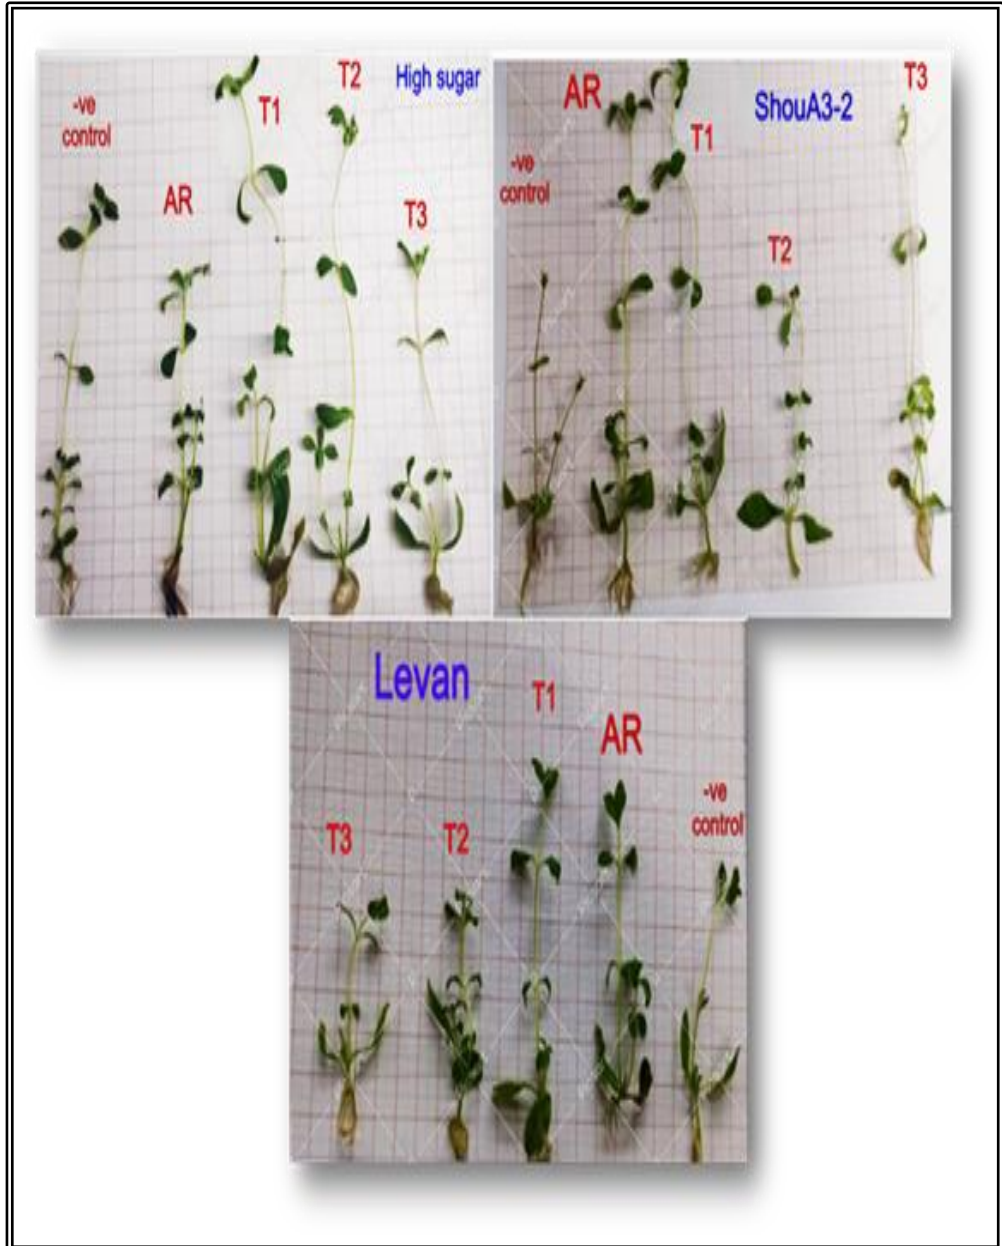 -ve
control
AR
T1
T2
High sugar
T3
-ve
control
AR
T1
ShouA3-2
T2
T3
Levan
T3
T2
T1
AR
-ve
control